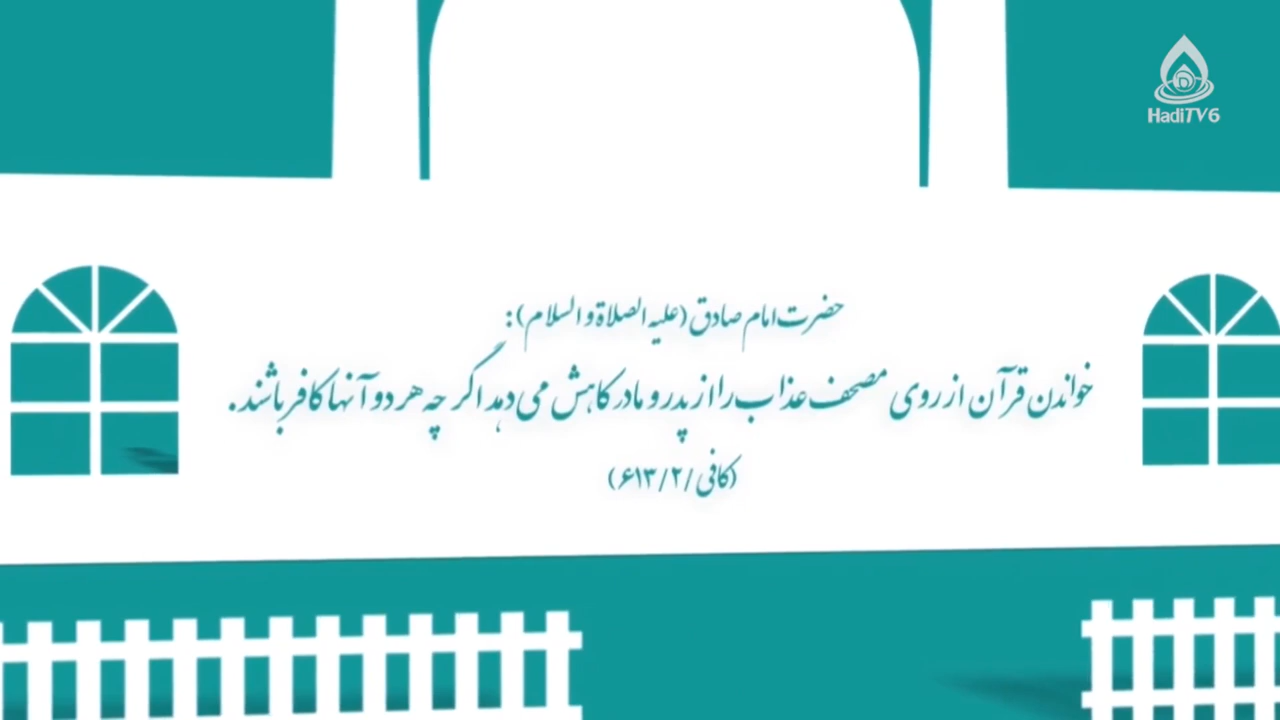 HadiTV6
حضرت امام صادق (علیه الصلاة و السلام):
خواندن قرآن از روی مصحف عذاب را از پدر و مادر کاهش می دهد اگر چه هر دو آنها کافر باشند.
(کافی /۲/ ۶۱۳)